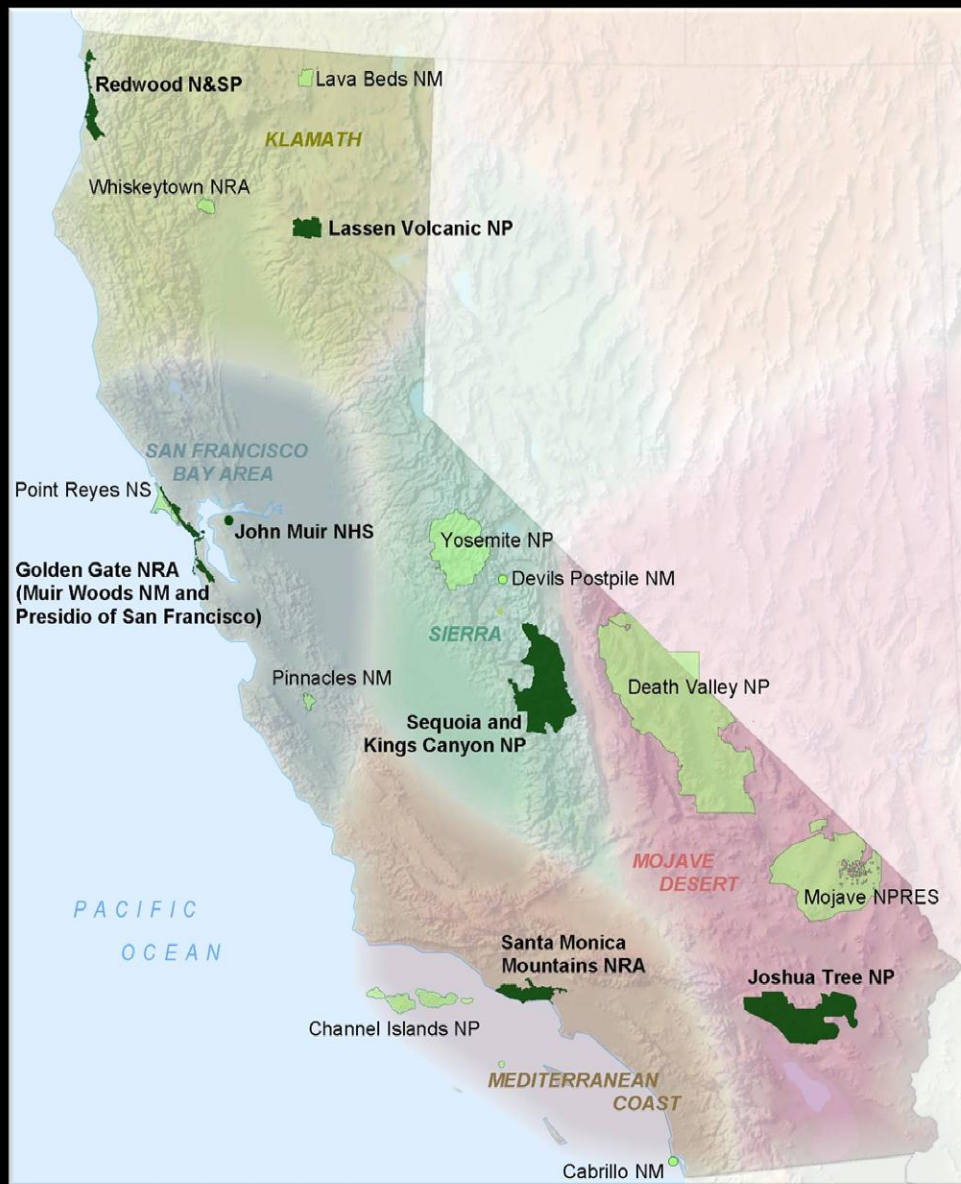 Redwood N&SP
Lava Beds NM
KLAMATH
Whiskeytown NRA
Lassen Volcanic NP
SAN FRANCISCO
BAY AREA
Point Reyes NS
John Muir NHS
Yosemite NP
Golden Gate NRA
(Muir Woods NM and
Presidio of San Francisco)
Devils Postpile NM
SIERRA
Pinnacles NM
Death Valley NP
Sequoia and
Kings Canyon NP
MOJAVE
DESERT
Mojave NPRES
PACIFIC
OCEAN
Santa Monica
Mountains NRA
Joshua Tree NP
Channel Islands NP
MEDITERRANEAN
COAST
Cabrillo NM